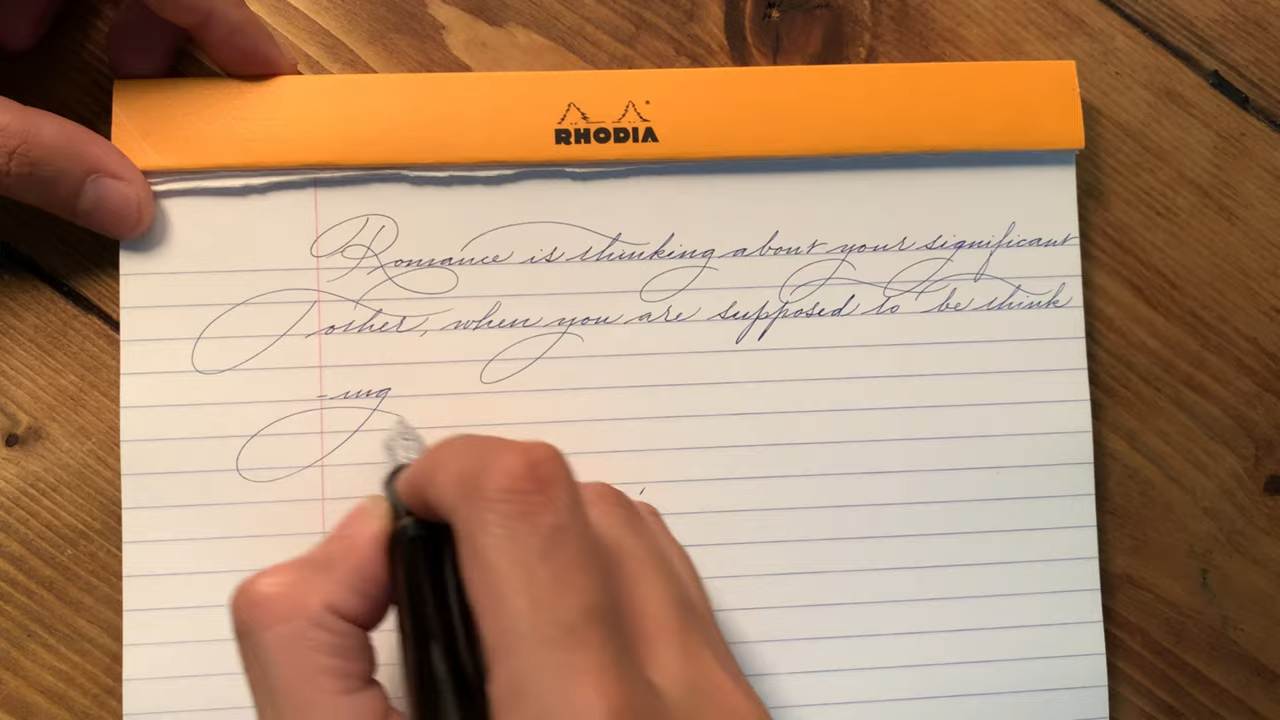 RHODIA
Romance is thinking about your significant
other, when you are supposed to be think
-ing